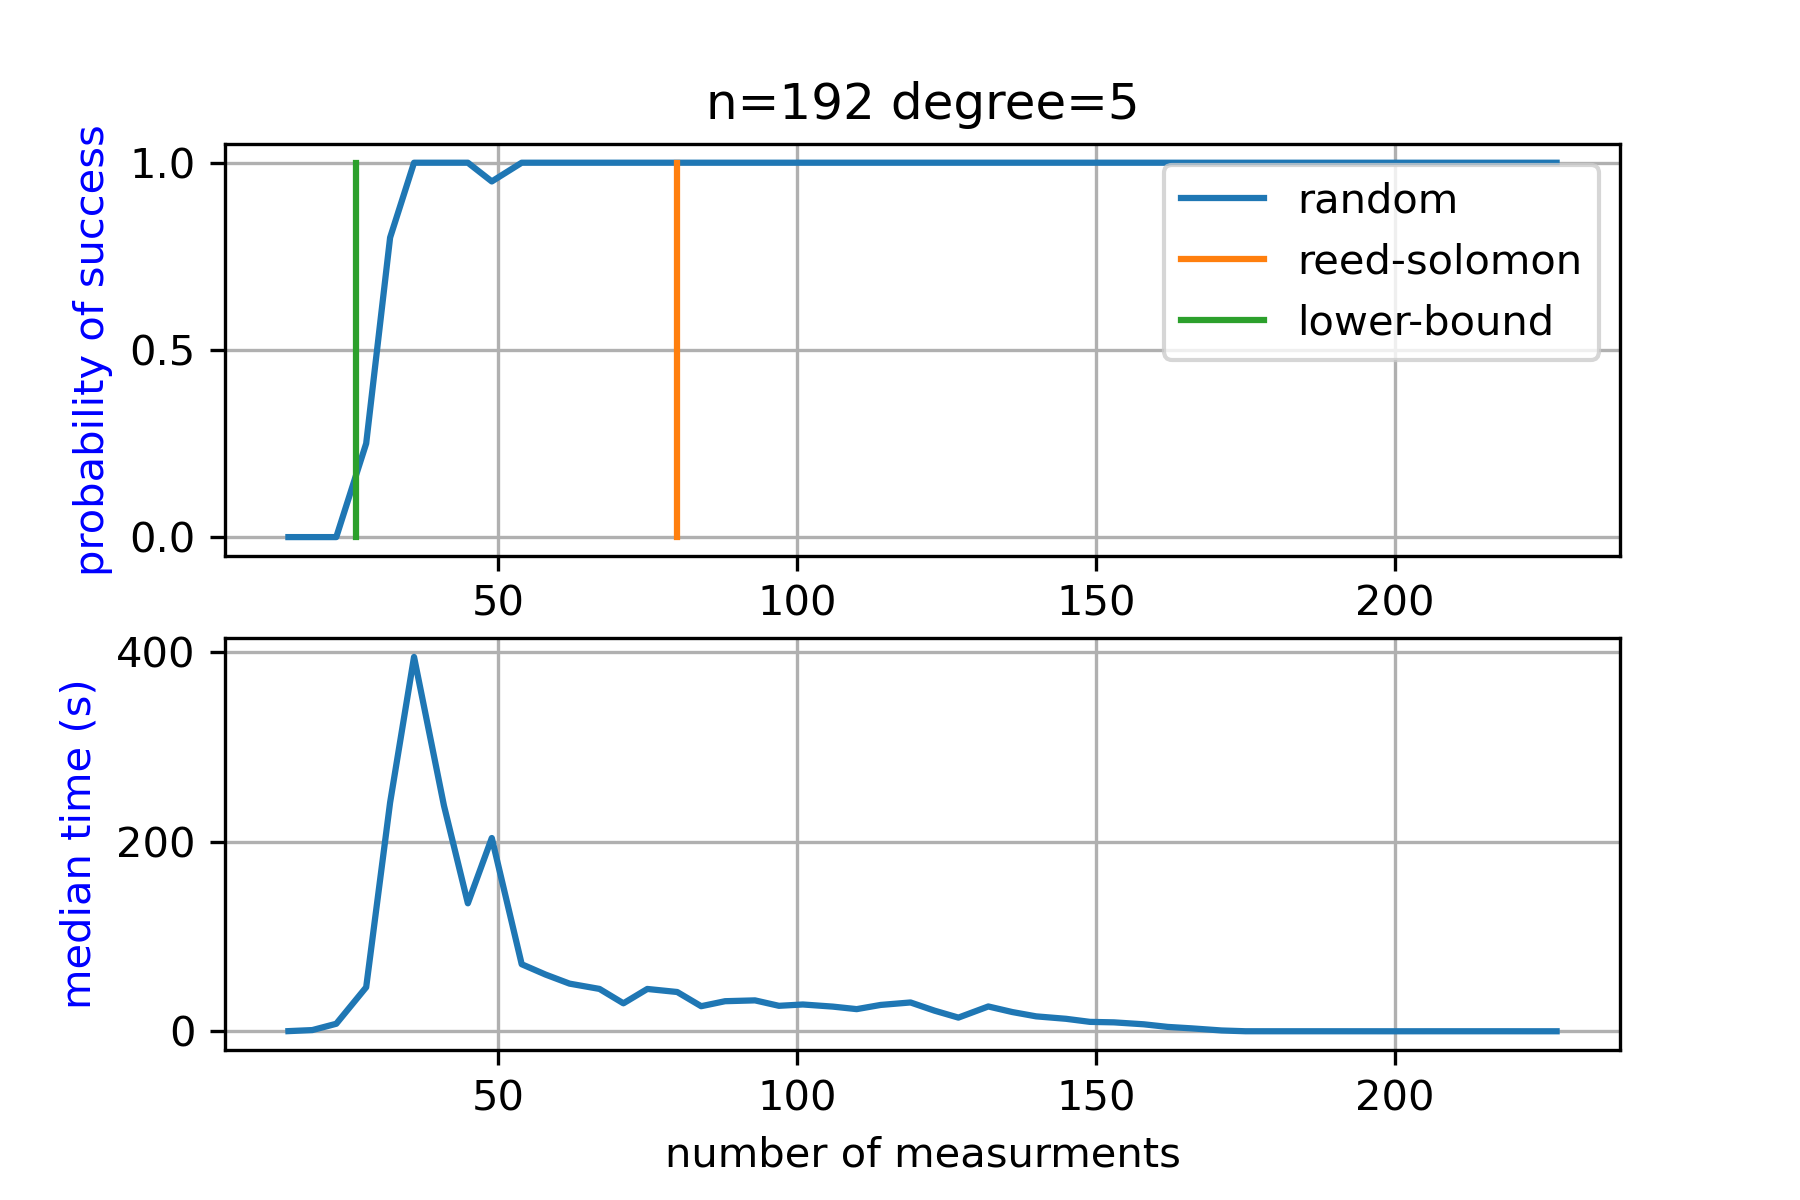 n=192 degree=5
probability of success
1.0
0.5
0.0
random
reed-solomon
lower-bound
50 100 150 200
median time (s)
400
200
0
50 100 150 200
number of measurments